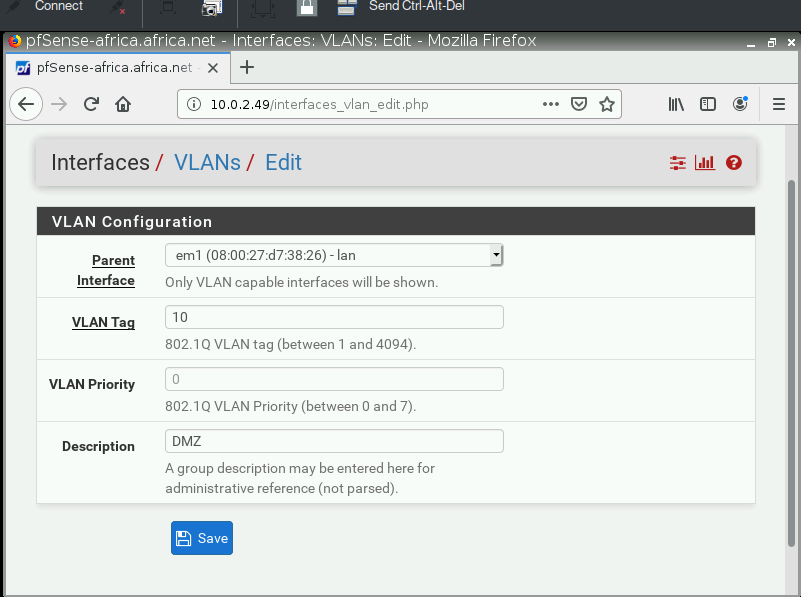 Connect
Send Ctrl-Alt-Del
pfSense-africa.africa.net - Interfaces: VLANs: Edit - Mozilla Firefox
pf pfSense-africa.africa.net -
10.0.2.49/interfaces_vlan_edit.php
Interfaces / VLANs / Edit
VLAN Configuration
Parent Interface
em1 (08:00:27:d7:38:26) - lan
Only VLAN capable interfaces will be shown.
VLAN Tag
10
802.1Q VLAN tag (between 1 and 4094).
VLAN Priority
0
802.1Q VLAN Priority (between 0 and 7).
Description
DMZ
A group description may be entered here for
administrative reference (not parsed).
Save